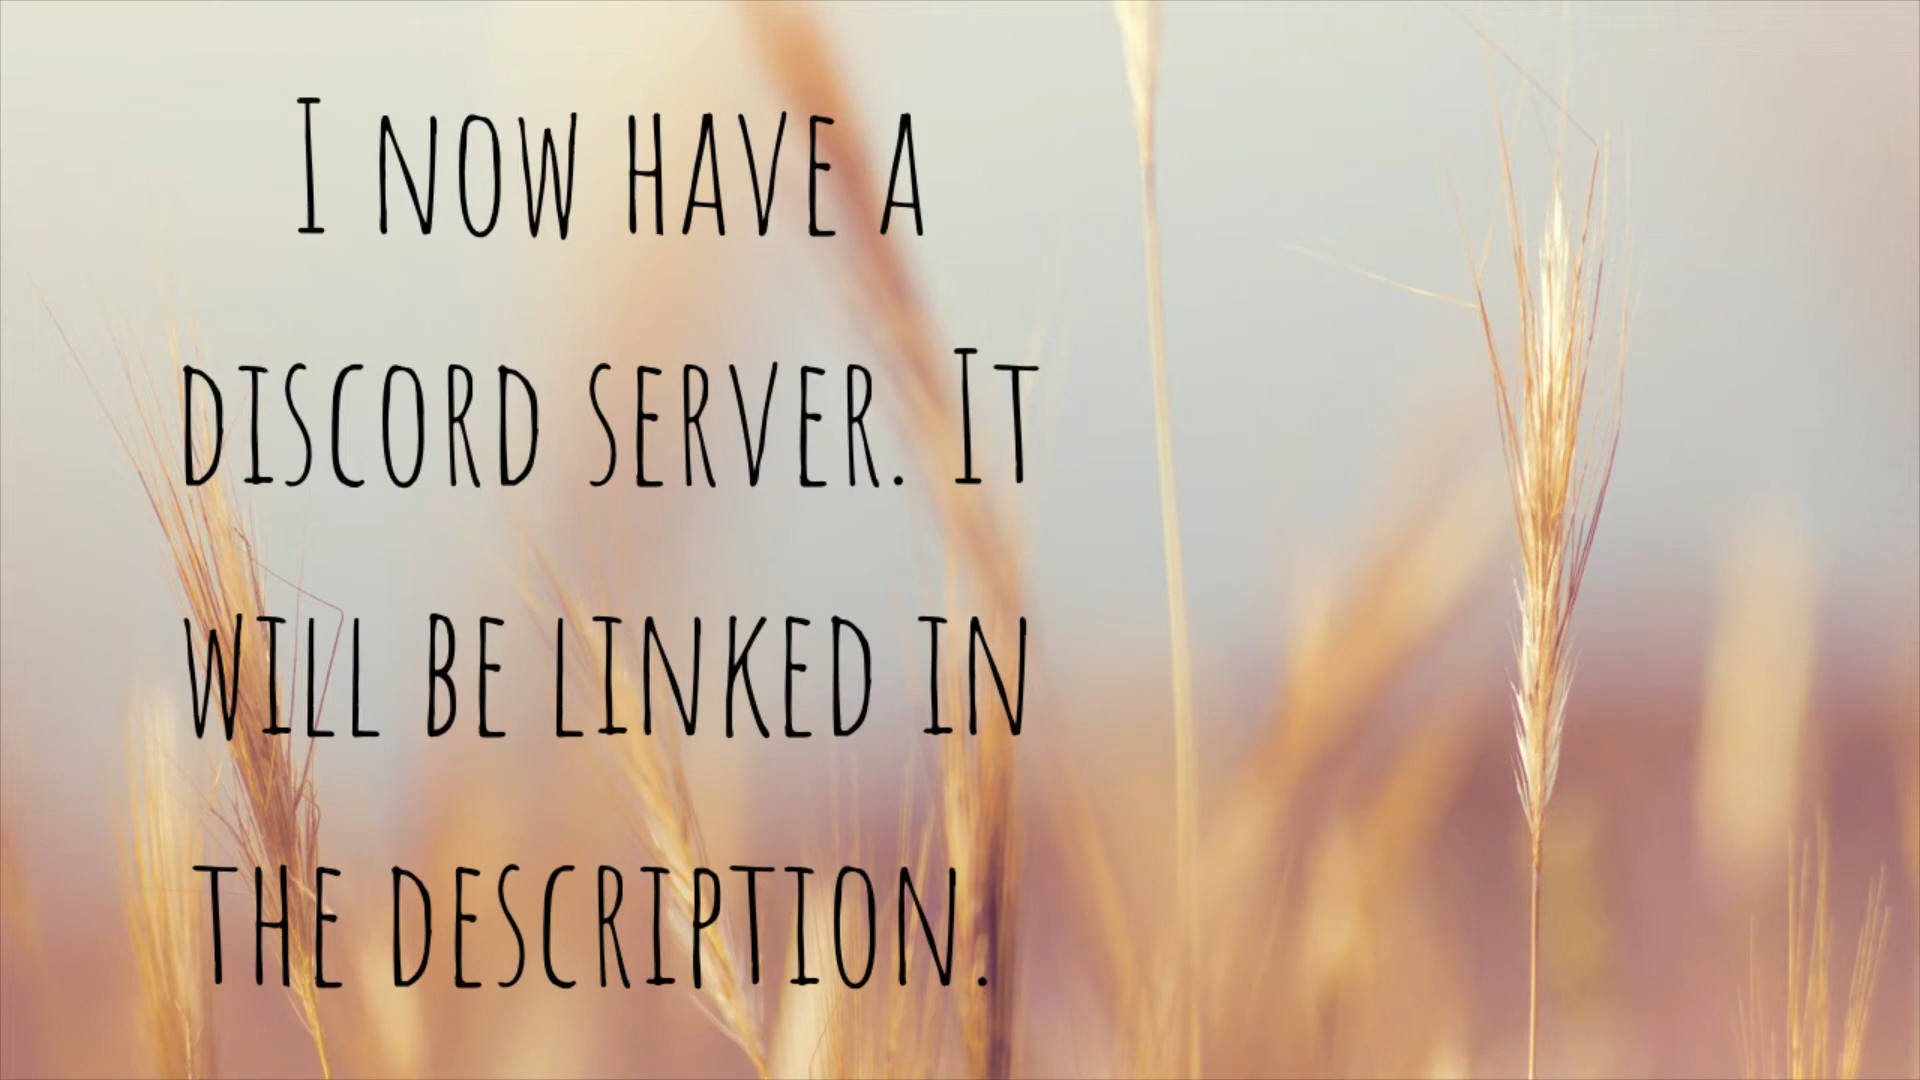 I now have a
discord server. It
will be linked in
the description.